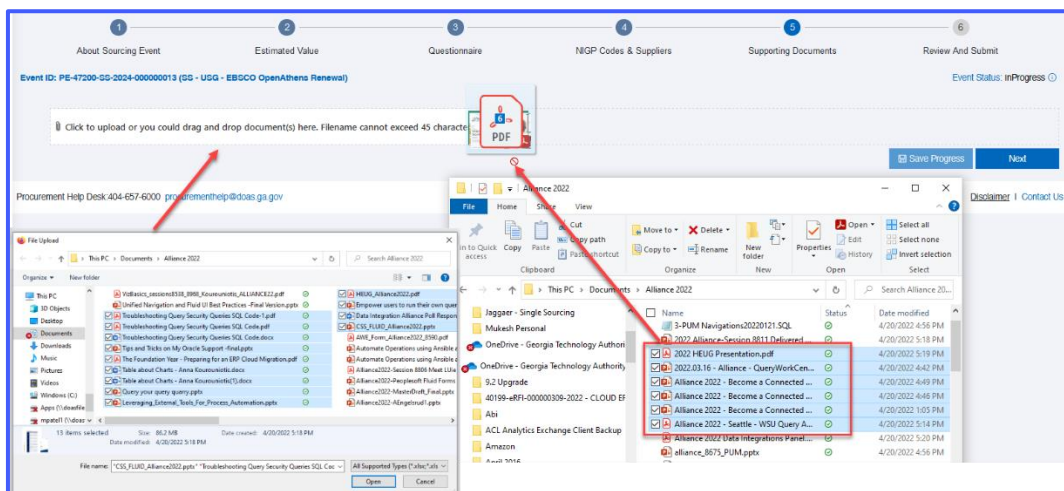 1 2 3 4 5 6
About Sourcing Event Estimated Value Questionnaire NIGP Codes & Suppliers Supporting Documents Review And Submit
Event ID: PE-47200-SS-2024-000000013 (SS - USG - EBSCO OpenAthens Renewal) Event Status: InProgress
Click to upload or you could drag and drop document(s) here. Filename cannot exceed 45 characte
6
PDF
Save Progress Next
Procurement Help Desk:404-657-6000 procurementhelp@doas.ga.gov Disclaimer | Contact Us
File Upload
This PC > Documents > Alliance 2022 Search Alliance 2022
Organize New folder
This PC
3D Objects
Desktop
Documents
Downloads
Music
Pictures
Videos
Windows (C:)
Unified Navigation and Fluid UI Best Practices -Final Version.pptx
Troubleshooting Query Security Queries SQL Code-1.pdf
Troubleshooting Query Security Queries SQL Code.pdf
Troubleshooting Query Security Queries SQL Code.docx
Tips and Tricks on My Oracle Support -final.pptx
The Foundation Year - Preparing for an ERP Cloud Migration.pdf
Table about Charts - Anna Kourouniotis.docx
Table about Charts - Anna Kourouniotis(1).docx
Query your query query.pptx
Leveraging_External_Tools_For_Process_Automation.pptx
HEUG_Alliance2022.pdf
Empower users to run their own quer
Data Integration Alliance Poll Respon
CSS_FLUID_Alliance2022.pptx
AWE_Form_Alliance2022_8590.pdf
Automate Operations using Ansible a
Automate Operations using Ansible a
Alliance2022-Session 8006 Meet
Alliance2022-Peoplesoft Fluid Forms
Alliance2022-MasterDraft_Final.pptx
Alliance2022-AEngelorud1.pptx
13 items selected Size: 86.2 MB Date created: 4/20/2022 5:18 PM
Date modified: 4/20/2022 5:18 PM
File name: "CSS_FLUID_Alliance2022.pptx" "Troubleshooting Query Security Queries SQL Coc All Supported Types (*.xlsx;*.xls
Open Cancel
Alliance 2022
File Home Share View
in to Quick access Copy Paste Cut
Copy path
Paste shortcut
Move to Delete
Copy to Rename
New folder
Properties
Open
Edit
History
Select all
Select none
Invert selection
Clipboard Organize New Open Select
This PC > Documents > Alliance 2022 Search Alliance 20...
Jaggaer - Single Sourcing
Mukesh Personal
OneDrive - Georgia Technology Authori
OneDrive - Georgia Technology Authority
9.2 Upgrade
40199-eRFI-000000309-2022 - CLOUD EF
Abi
ACL Analytics Exchange Client Backup
Amazon
April 2016
Name Status Date modified
3-PUM Navigations20220121.SQL 4/20/2022 4:56 PM
2022 Alliance-Session 8811 Delivered ... 4/20/2022 5:18 PM
2022 HEUG Presentation.pdf 4/20/2022 5:19 PM
2022.03.16 - Alliance - QueryWorkCen... 4/20/2022 4:42 PM
Alliance 2022 - Become a Connected ... 4/20/2022 4:49 PM
Alliance 2022 - Become a Connected ... 4/20/2022 4:46 PM
Alliance 2022 - Become a Connected ... 4/20/2022 1:05 PM
Alliance 2022 - Seattle - WSU Query A... 4/20/2022 5:14 PM
Alliance 2022 Data Integrations Panel.... 4/20/2022 5:20 PM
alliance_8675_PUM.pptx 4/20/2022 4:56 PM